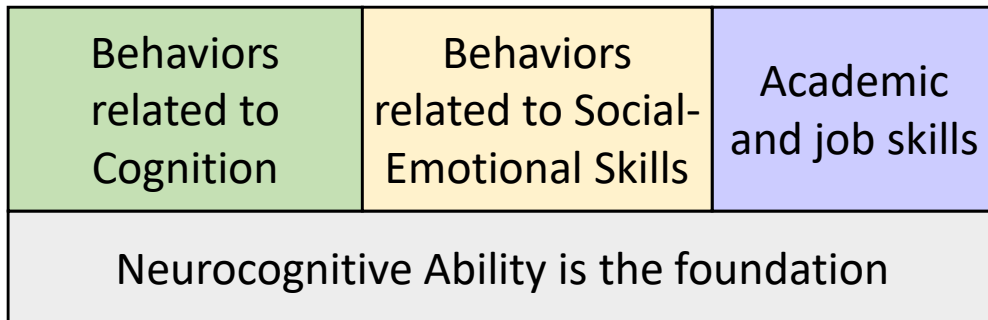 Behaviors
related to
Cognition
Behaviors
related to Social-
Emotional Skills
Academic
and job skills
Neurocognitive Ability is the foundation